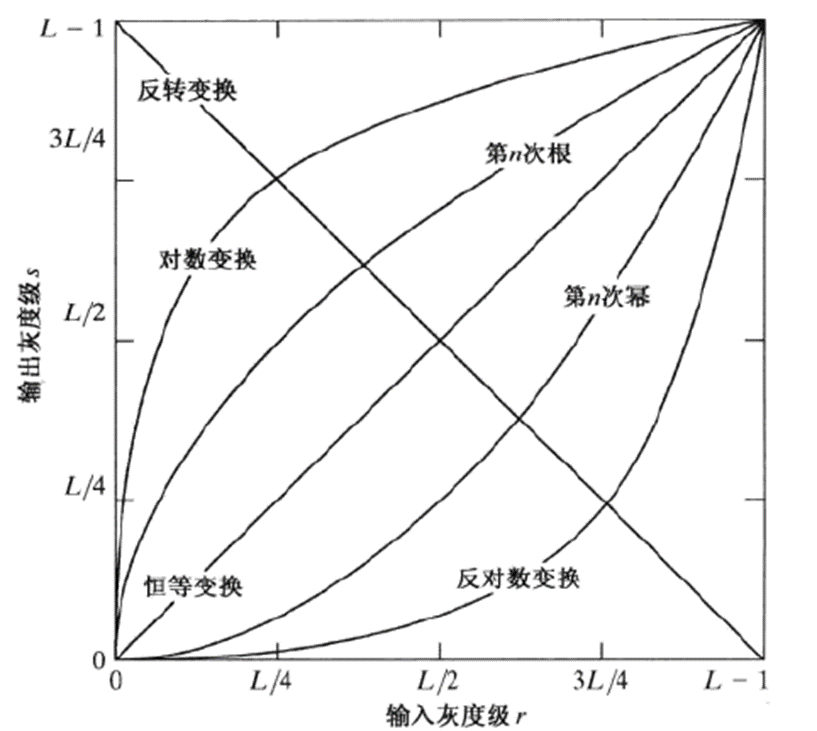 L − 1
反转变换
3L/4
第n次根
对数变换
第n次幂
L/2
输出灰度级 s
L/4
恒等变换
反对数变换
0
0
L/4
L/2
3L/4
L − 1
输入灰度级 r